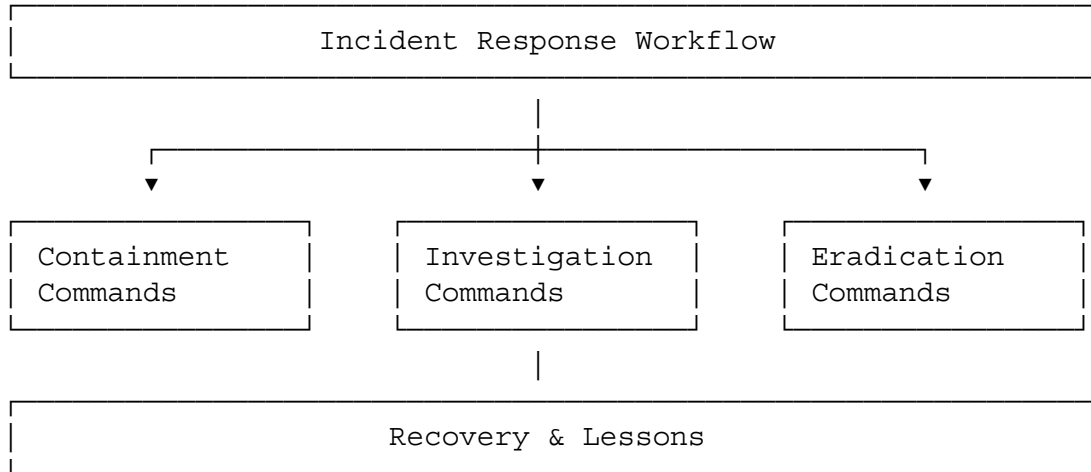 Incident Response Workflow
Containment Commands
Investigation Commands
Eradication Commands
Recovery & Lessons